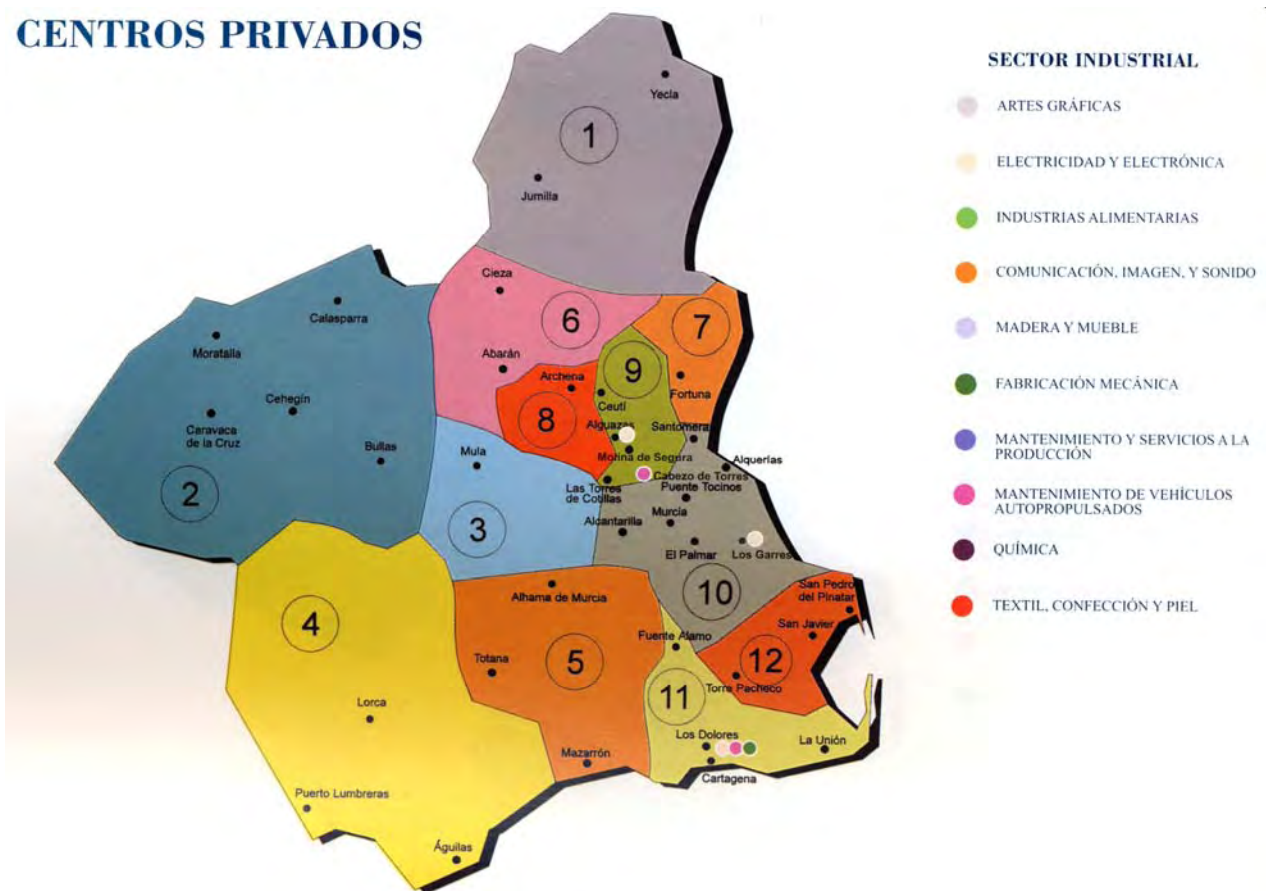 CENTROS PRIVADOS
SECTOR INDUSTRIAL
ARTES GRÁFICAS
ELECTRICIDAD Y ELECTRÓNICA
INDUSTRIAS ALIMENTARIAS
COMUNICACIÓN, IMAGEN, Y SONIDO
MADERA Y MUEBLE
FABRICACIÓN MECÁNICA
MANTENIMIENTO Y SERVICIOS A LA
PRODUCCIÓN
MANTENIMIENTO DE VEHÍCULOS
AUTOPROPULSADOS
QUÍMICA
TEXTIL, CONFECCIÓN Y PIEL
Yecla
1
Jumilla
Cieza
Calasparra
6
7
Moratalla
Abarán
9
Archena
Fortuna
Ceutí
Cehegín
8
Caravaca
de la Cruz
Alguazas
Santomera
Bullas
Mula
Molina de Segura
Alquerías
Cabezo de Torres
2
Las Torres
de Cotillas
Puente Tocinos
3
Alcantarilla
Murcia
El Palmar
Los Garres
10
Alhama de Murcia
San Pedro
del Pinatar
4
San Javier
Fuente Alamo
5
12
Totana
Torre Pacheco
11
Lorca
Los Dolores
La Unión
Mazarrón
Cartagena
Puerto Lumbreras
Águilas